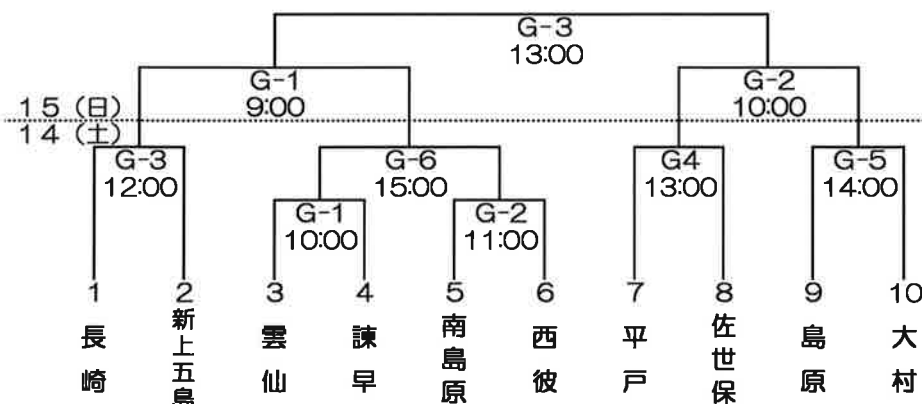 G-3
13:00
G-1
9:00
G-2
10:00
15(日)
14(土)
G-3
12:00
G-6
15:00
G4
13:00
G-5
14:00
G-1
10:00
G-2
11:00
1 2 3 4 5 6 7 8 9 10
長崎
新上五島
雲仙
諫早
南島原
西彼
平戸
佐世保
島原
大村